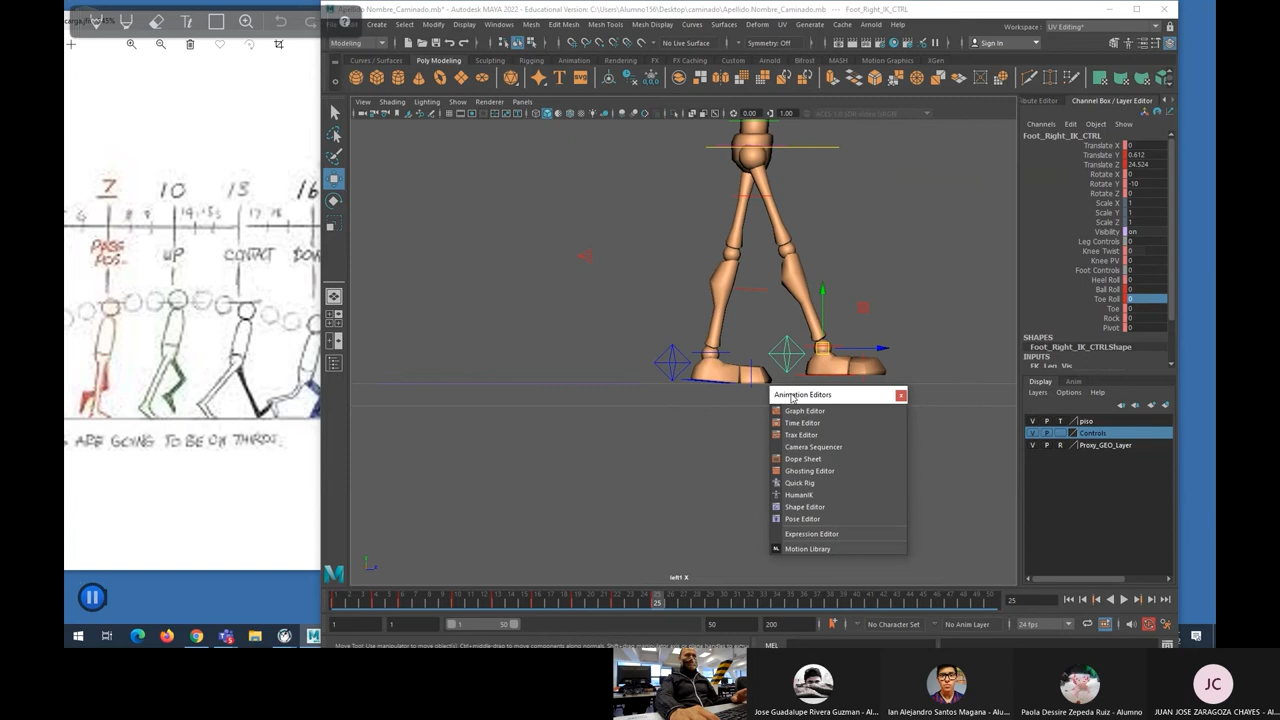 Apellido Nombre_Caminado.mb* - Autodesk MAYA 2022 - Educational Version: C:\Users\Alumno156\Desktop\caminado\Apellido Nombre_Caminado.mb --- Foot_Right_IK_CTRL
Create Select Modify Display Windows Mesh Edit Mesh Mesh Tools Mesh Display Curves Surfaces Deform UV Generate Cache Arnold Help
Workspace: UV Editing*
Modeling
No Live Surface
Symmetry: Off
Sign In
Curves / Surfaces Poly Modeling Sculpting Rigging Animation Rendering FX FX Caching Custom Arnold Bifrost MASH Motion Graphics XGen
View Shading Lighting Show Renderer Panels
0.00 1.00
Channel Box / Layer Editor
Channels Edit Object Show
Foot_Right_IK_CTRL
Translate X 0
Translate Y 0.612
Translate Z 24.524
Rotate X 0
Rotate Y -10
Rotate Z 0
Scale X 1
Scale Y 1
Scale Z 1
Visibility on
Leg Controls 0
Knee Twist 0
Knee PV 0
Foot Controls 0
Heel Roll 0
Ball Roll 0
Toe Roll 0
Toe 0
Rock 0
Pivot 0
SHAPES
Foot_Right_IK_CTRLShape
INPUTS
Display Anim
Layers Options Help
V P piso
V P Controls
V P R Proxy_GEO_Layer
7 10 13 16
PASS POS. UP CONTACT
ARE GOING TO BE ON THIRDS.
Animation Editors
Graph Editor
Time Editor
Trax Editor
Camera Sequencer
Dope Sheet
Ghosting Editor
Quick Rig
HumanIK
Shape Editor
Pose Editor
Expression Editor
Motion Library
left1 X
25
25
1 1 1 50 50 200
No Character Set
No Anim Layer
24 fps
MEL
Jose Guadalupe Rivera Guzman - Al...
Ian Alejandro Santos Magana - Alu...
Paola Dessire Zepeda Ruiz - Alumno
JC
JUAN JOSE ZARAGOZA CHAYES - Al...